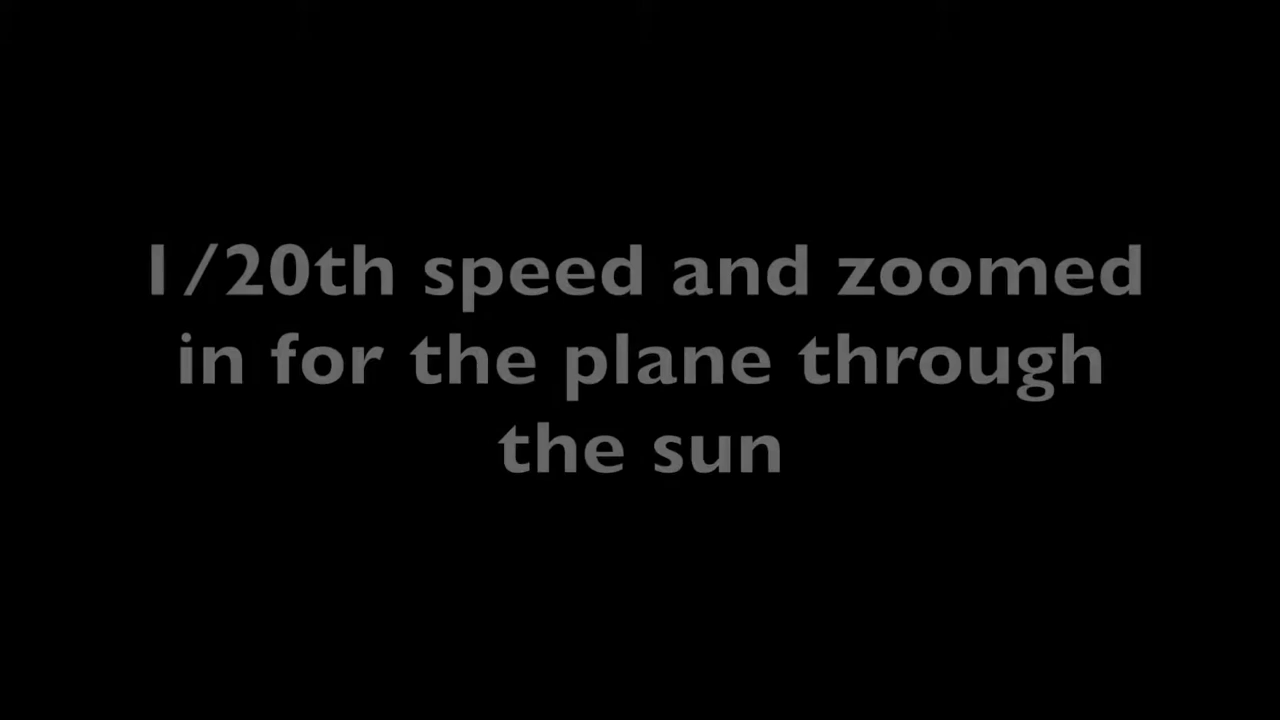 1/20th speed and zoomed
in for the plane through
the sun